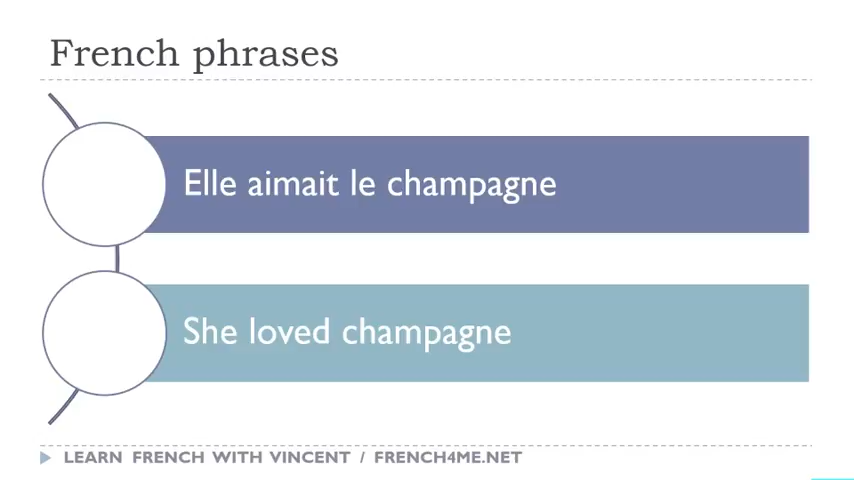 French phrases
Elle aimait le champagne
She loved champagne
LEARN FRENCH WITH VINCENT / FRENCH4ME.NET